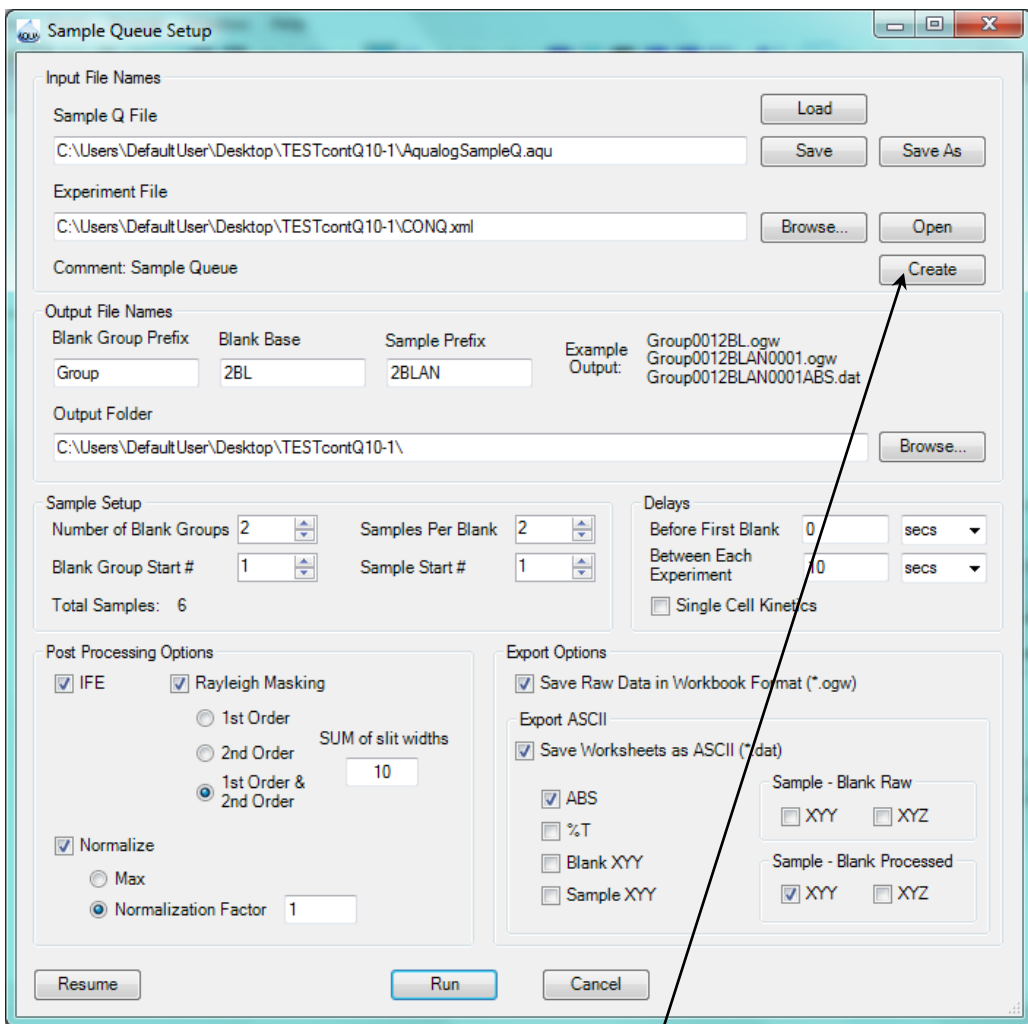 Sample Queue Setup
Input File Names
Sample Q File
Load
C:\Users\DefaultUser\Desktop\TESTcontQ10-1\AqualogSampleQ.aqu
Save
Save As
Experiment File
C:\Users\DefaultUser\Desktop\TESTcontQ10-1\CONQ.xml
Browse...
Open
Comment: Sample Queue
Create
Output File Names
Blank Group Prefix
Blank Base
Sample Prefix
Example Output:
Group0012BL.ogw
Group0012BLAN0001.ogw
Group0012BLAN0001ABS.dat
Group
2BL
2BLAN
Output Folder
C:\Users\DefaultUser\Desktop\TESTcontQ10-1\
Browse...
Sample Setup
Number of Blank Groups 2
Samples Per Blank 2
Blank Group Start # 1
Sample Start # 1
Total Samples: 6
Delays
Before First Blank 0 secs
Between Each Experiment 10 secs
Single Cell Kinetics
Post Processing Options
IFE
Rayleigh Masking
1st Order
2nd Order
1st Order &
2nd Order
SUM of slit widths
10
Normalize
Max
Normalization Factor 1
Export Options
Save Raw Data in Workbook Format (*.ogw)
Export ASCII
Save Worksheets as ASCII (*.dat)
ABS
%T
Blank XYY
Sample XYY
Sample - Blank Raw
XYY XYZ
Sample - Blank Processed
XYY XYZ
Resume
Run
Cancel